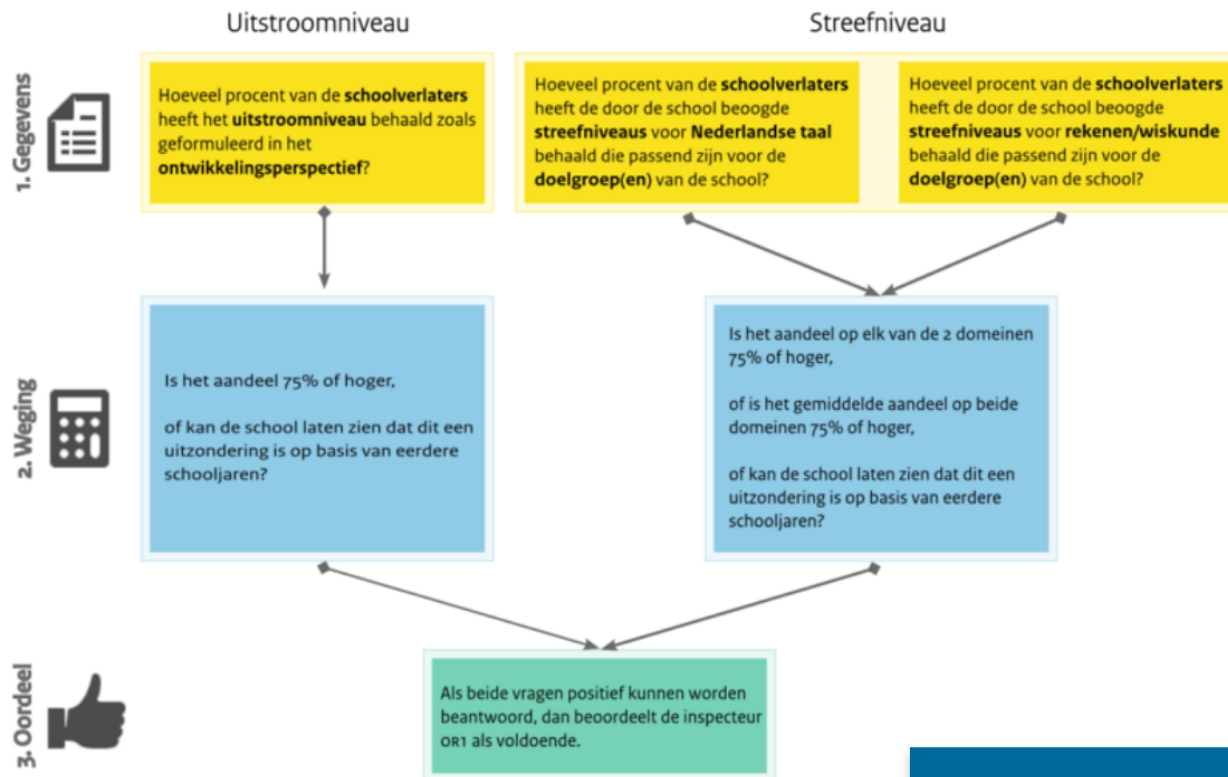 Uitstroomniveau
Streefniveau
1. Gegevens
Hoeveel procent van de schoolverlaters
heeft het uitstroomniveau behaald zoals
geformuleerd in het
ontwikkelingsperspectief?
Hoeveel procent van de schoolverlaters
heeft de door de school beoogde
streefniveaus voor Nederlandse taal
behaald die passend zijn voor de
doelgroep(en) van de school?
Hoeveel procent van de schoolverlaters
heeft de door de school beoogde
streefniveaus voor rekenen/wiskunde
behaald die passend zijn voor de
doelgroep(en) van de school?
2. Weging
Is het aandeel 75% of hoger,
of kan de school laten zien dat dit een
uitzondering is op basis van eerdere
schooljaren?
Is het aandeel op elk van de 2 domeinen
75% of hoger,
of is het gemiddelde aandeel op beide
domeinen 75% of hoger,
of kan de school laten zien dat dit een
uitzondering is op basis van eerdere
schooljaren?
3. Oordeel
Als beide vragen positief kunnen worden
beantwoord, dan beoordeelt de inspecteur
OR1 als voldoende.